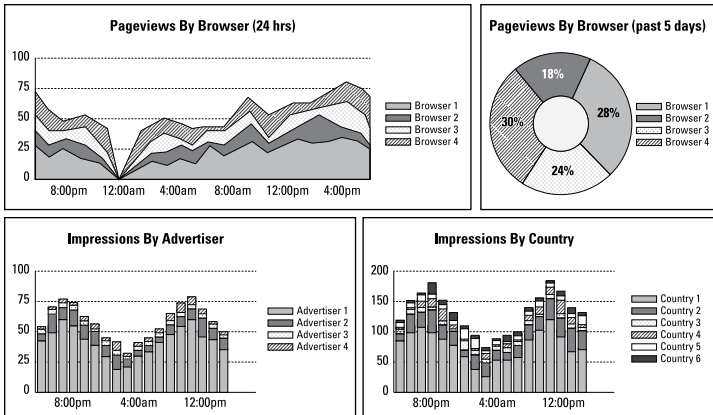 Pageviews By Browser (24 hrs)
100
75
50
25
0
8:00pm 12:00am 4:00am 8:00am 12:00am 4:00pm
Browser 1
Browser 2
Browser 3
Browser 4
Pageviews By Browser (past 5 days)
18%
28%
30%
24%
Browser 1
Browser 2
Browser 3
Browser 4
Impressions By Advertiser
100
75
50
25
0
8:00pm 4:00am 12:00pm
Advertiser 1
Advertiser 2
Advertiser 3
Advertiser 4
Impressions By Country
200
150
100
50
0
8:00pm 4:00am 12:00pm
Country 1
Country 2
Country 3
Country 4
Country 5
Country 6